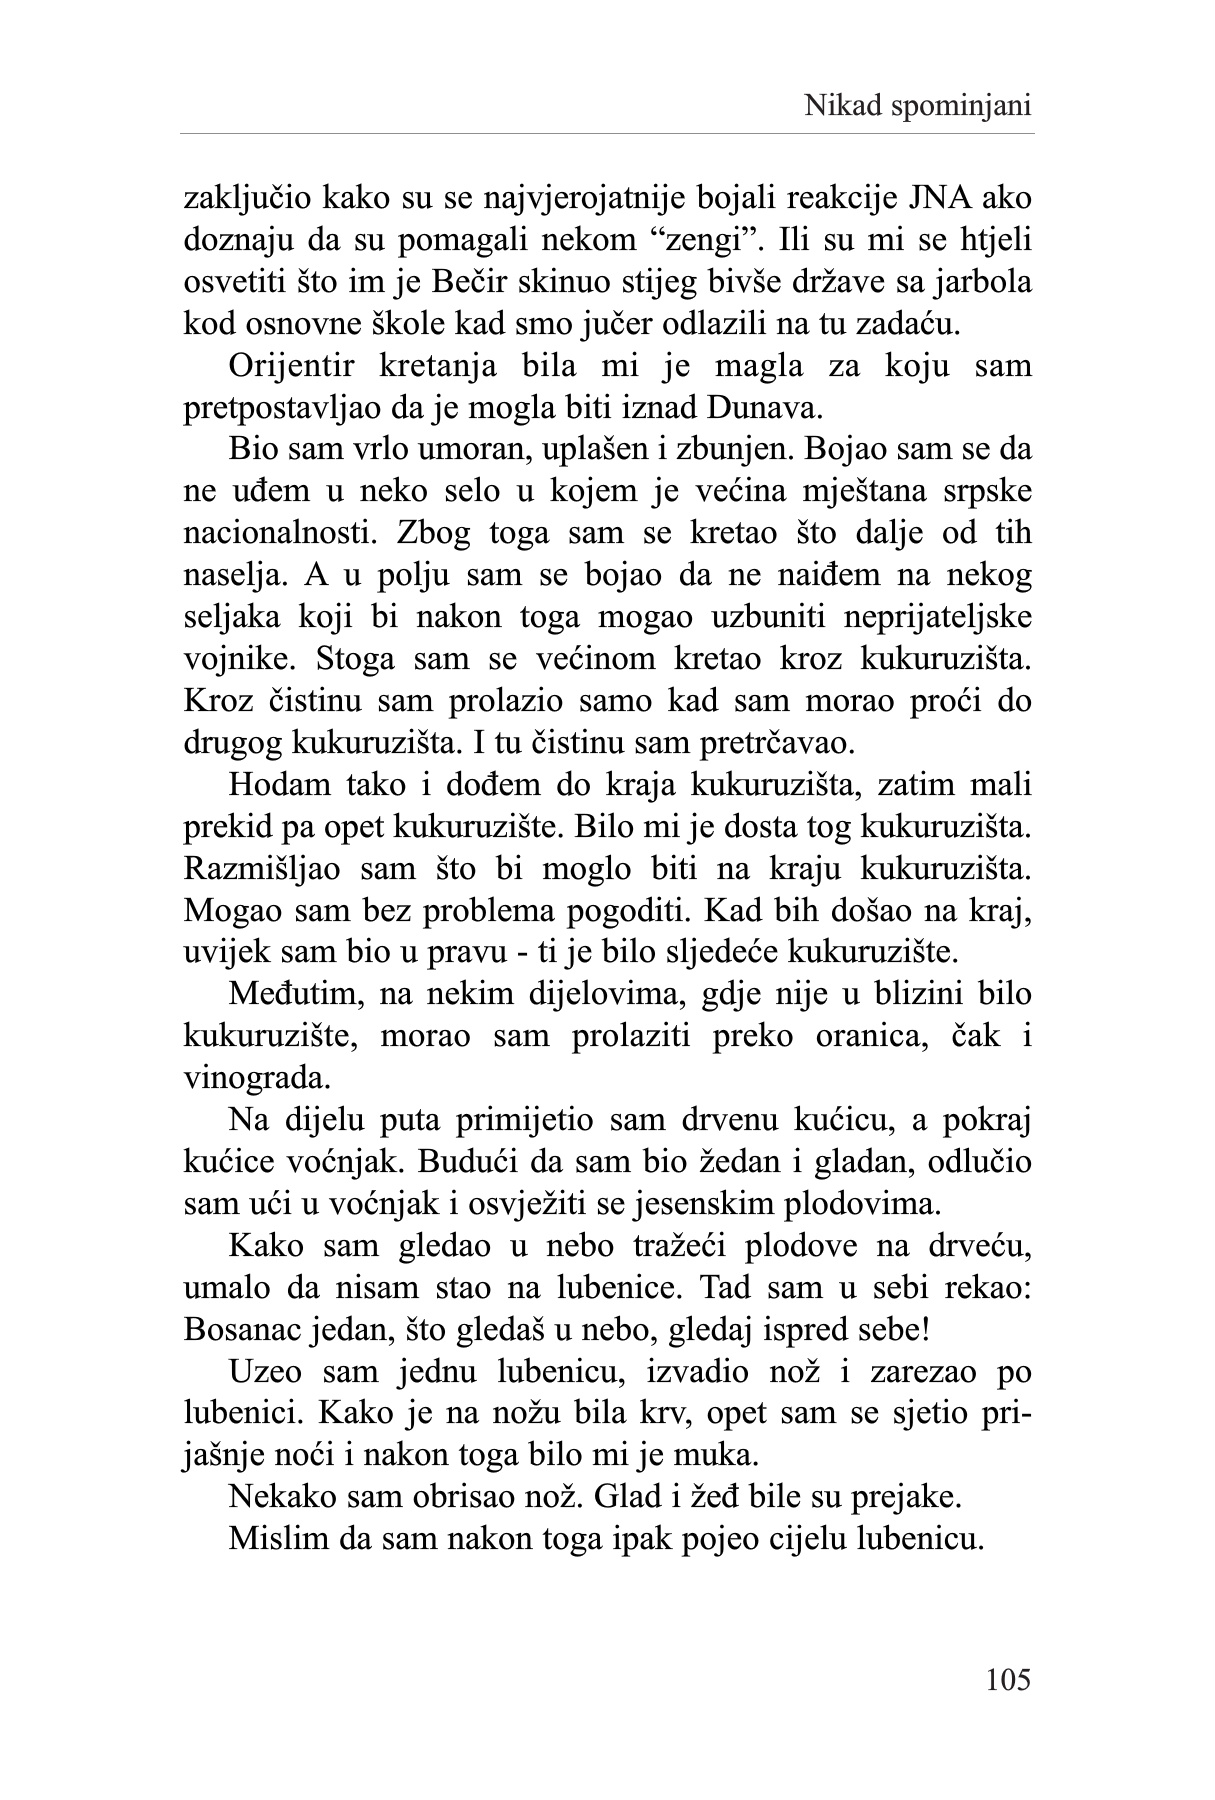 Nikad spominjani
zaključio kako su se najvjerojatnije bojali reakcije JNA ako
doznaju da su pomagali nekom “zengi”. Ili su mi se htjeli
osvetiti što im je Bečir skinuo stijeg bivše države sa jarbola
kod osnovne škole kad smo jučer odlazili na tu zadaću.
Orijentir kretanja bila mi je magla za koju sam
pretpostavljao da je mogla biti iznad Dunava.
Bio sam vrlo umoran, uplašen i zbunjen. Bojao sam se da
ne uđem u neko selo u kojem je većina mještana srpske
nacionalnosti. Zbog toga sam se kretao što dalje od tih
naselja. A u polju sam se bojao da ne naiđem na nekog
seljaka koji bi nakon toga mogao uzbuniti neprijateljske
vojnike. Stoga sam se većinom kretao kroz kukuruzišta.
Kroz čistinu sam prolazio samo kad sam morao proći do
drugog kukuruzišta. I tu čistinu sam pretrčavao.
Hodam tako i dođem do kraja kukuruzišta, zatim mali
prekid pa opet kukuruzište. Bilo mi je dosta tog kukuruzišta.
Razmišljao sam što bi moglo biti na kraju kukuruzišta.
Mogao sam bez problema pogoditi. Kad bih došao na kraj,
uvijek sam bio u pravu - ti je bilo sljedeće kukuruzište.
Međutim, na nekim dijelovima, gdje nije u blizini bilo
kukuruzište, morao sam prolaziti preko oranica, čak i
vinograda.
Na dijelu puta primijetio sam drvenu kućicu, a pokraj
kućice voćnjak. Budući da sam bio žedan i gladan, odlučio
sam ući u voćnjak i osvježiti se jesenskim plodovima.
Kako sam gledao u nebo tražeći plodove na drveću,
umalo da nisam stao na lubenice. Tad sam u sebi rekao:
Bosanac jedan, što gledaš u nebo, gledaj ispred sebe!
Uzeo sam jednu lubenicu, izvadio nož i zarezao po
lubenici. Kako je na nožu bila krv, opet sam se sjetio pri-
jašnje noći i nakon toga bilo mi je muka.
Nekako sam obrisao nož. Glad i žeđ bile su prejake.
Mislim da sam nakon toga ipak pojeo cijelu lubenicu.
105